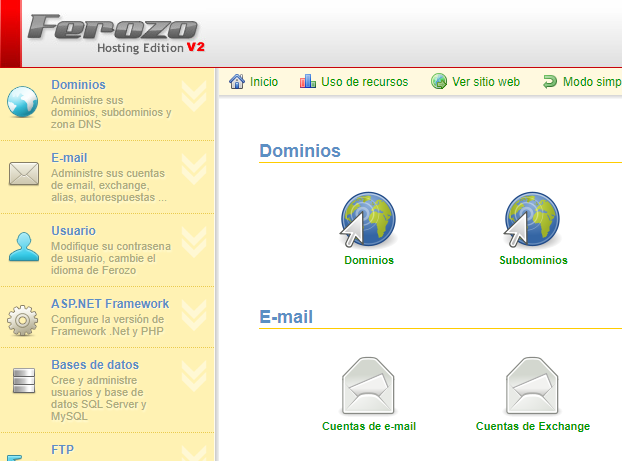 Ferozo
Hosting Edition V2
Inicio
Uso de recursos
Ver sitio web
Modo simp
Dominios
Administre sus
dominios, subdominios y
zona DNS
E-mail
Administre sus cuentas
de email, exchange,
alias, autorespuestas ...
Usuario
Modifique su contrasena
de usuario, cambie el
idioma de Ferozo
ASP.NET Framework
Configure la versión de
Framework .Net y PHP
Bases de datos
Cree y administre
usuarios y base de
datos SQL Server y
MySQL
FTP
Dominios
Dominios
Subdominios
E-mail
Cuentas de e-mail
Cuentas de Exchange